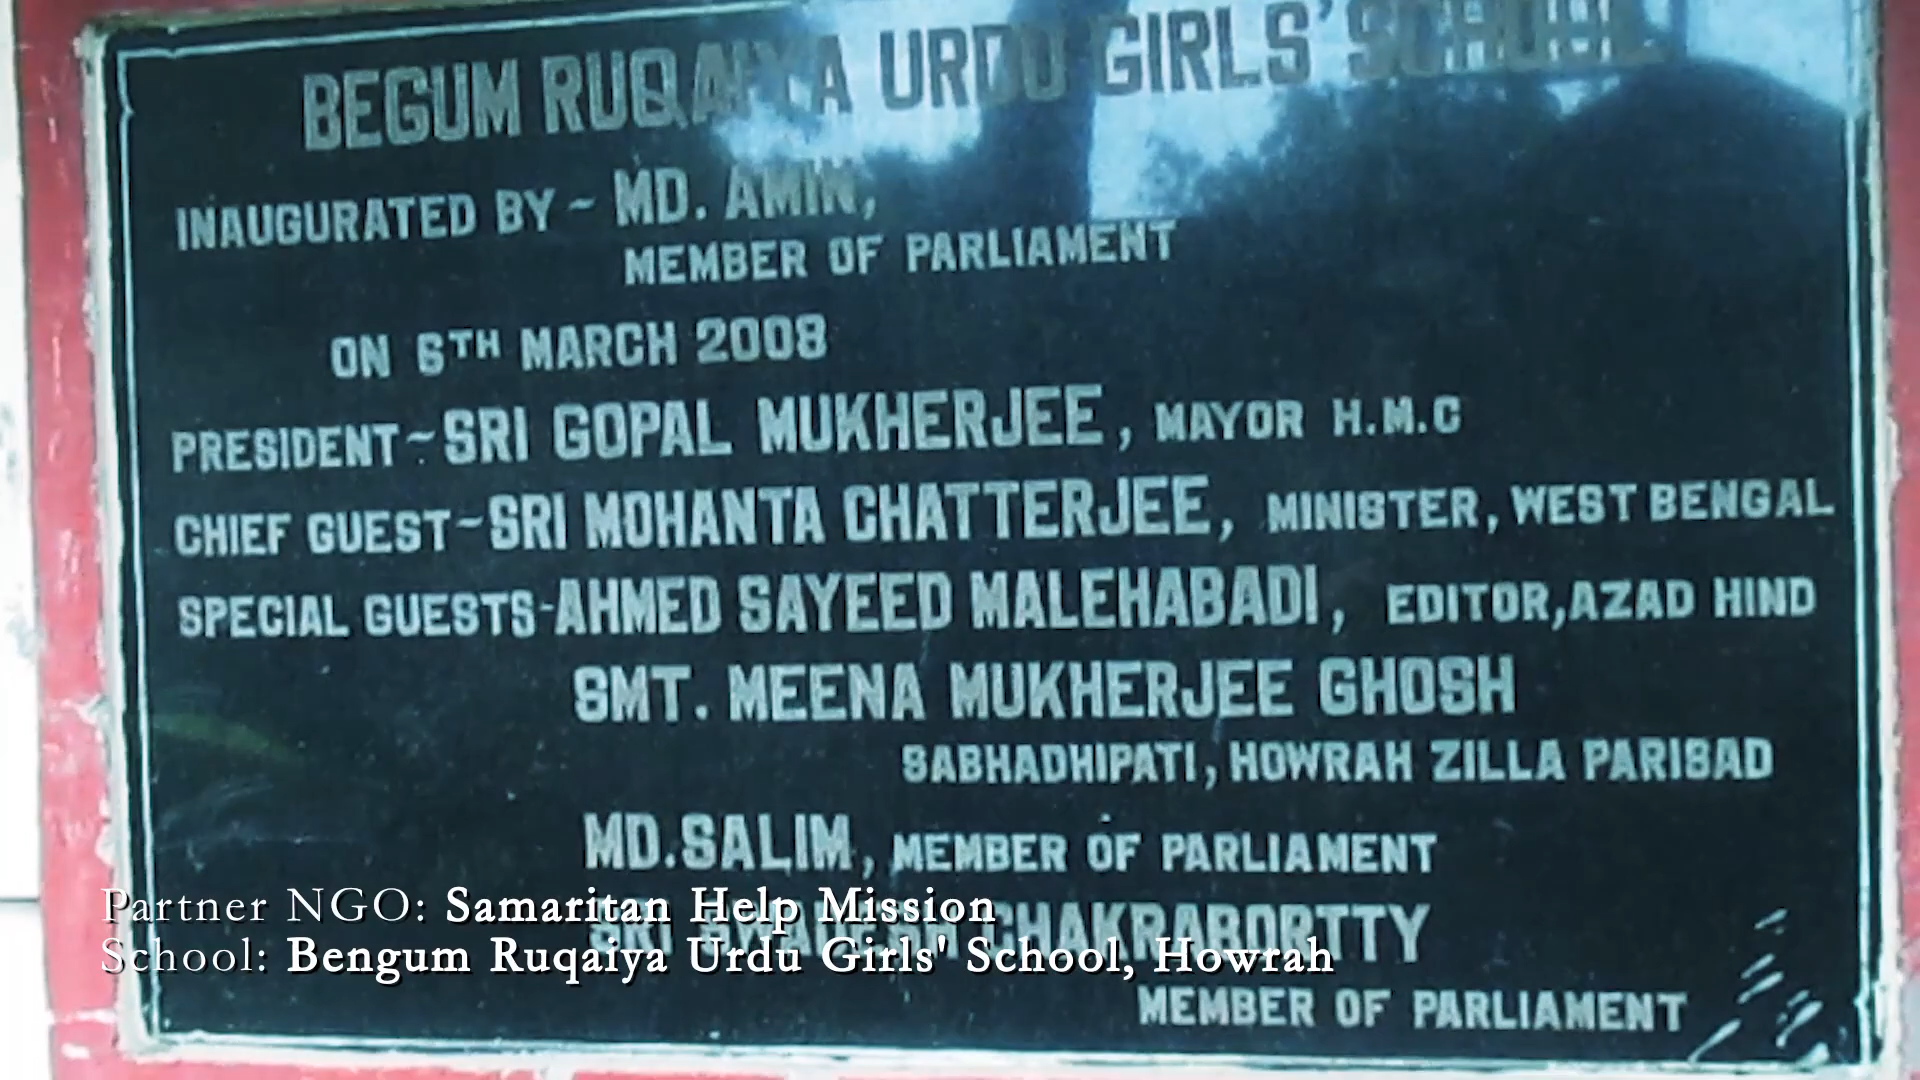 BEGUM RUQAIYA URDU GIRLS' SCHOOL
INAUGURATED BY ~ MD. AMIN,
MEMBER OF PARLIAMENT
ON 6TH MARCH 2008
PRESIDENT ~ SRI GOPAL MUKHERJEE, MAYOR H.M.C
CHIEF GUEST ~ SRI MOHANTA CHATTERJEE, MINISTER, WEST BENGAL
SPECIAL GUESTS - AHMED SAYEED MALEHABADI, EDITOR, AZAD HIND
SMT. MEENA MUKHERJEE GHOSH
SABHADHIPATI, HOWRAH ZILLA PARISAD
MD. SALIM, MEMBER OF PARLIAMENT
Partner NGO: Samaritan Help Mission
SRI SWADESH CHAKRABORTTY
School: Bengum Ruqaiya Urdu Girls' School, Howrah
MEMBER OF PARLIAMENT